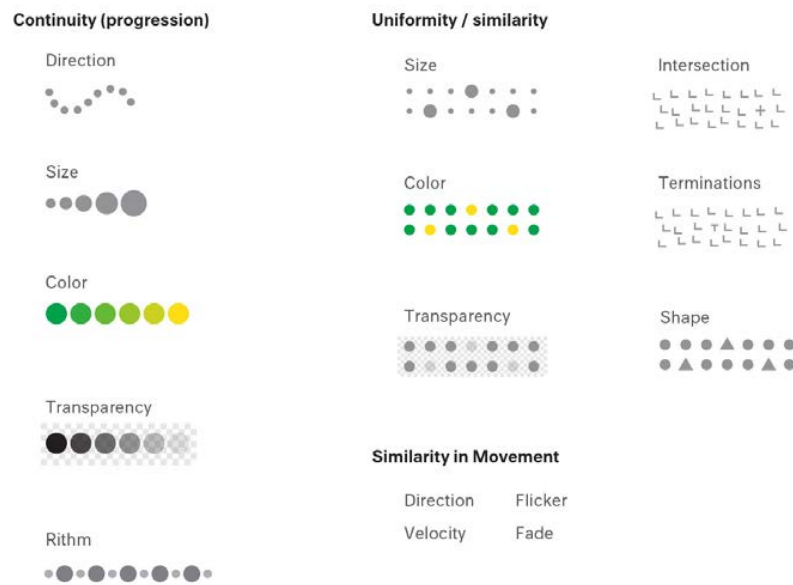 Continuity (progression)
Direction
Size
Color
Transparency
Rithm
Uniformity / similarity
Size
Color
Transparency
Intersection
Terminations
Shape
Similarity in Movement
Direction
Flicker
Velocity
Fade